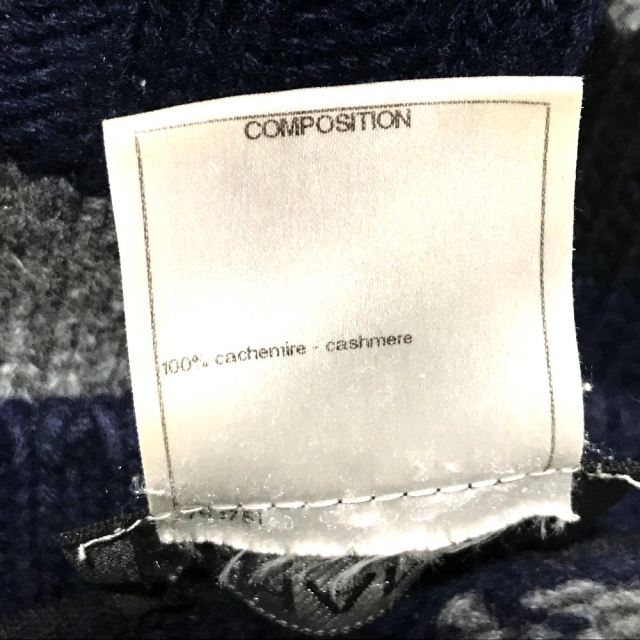 COMPOSITION
100% cachemire - cashmere